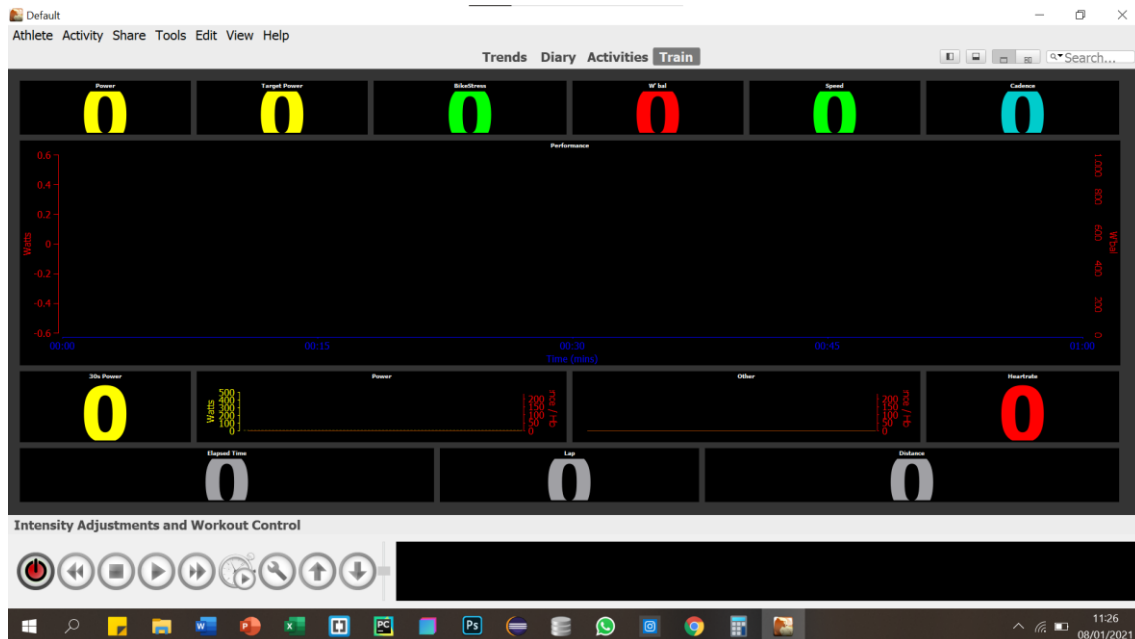 Default
Athlete Activity Share Tools Edit View Help
Trends Diary Activities Train
Search...
Power Target Power BikeStress W' bal Speed Cadence
0 0 0 0 0 0
Performance
0.6
0.4
0.2
0
-0.2
-0.4
-0.6
Watts
1,000
800
600
400
200
0
W'bal
00:00 00:15 00:30 00:45 01:00
Time (mins)
30s Power Power Other Heartrate
0 0
Watts
500
400
300
200
100
0
200
150
100
50
0
200
150
100
50
0
Elapsed Time Lap Distance
0 0 0
Intensity Adjustments and Workout Control
W P X PC Ps
11:26
08/01/2021